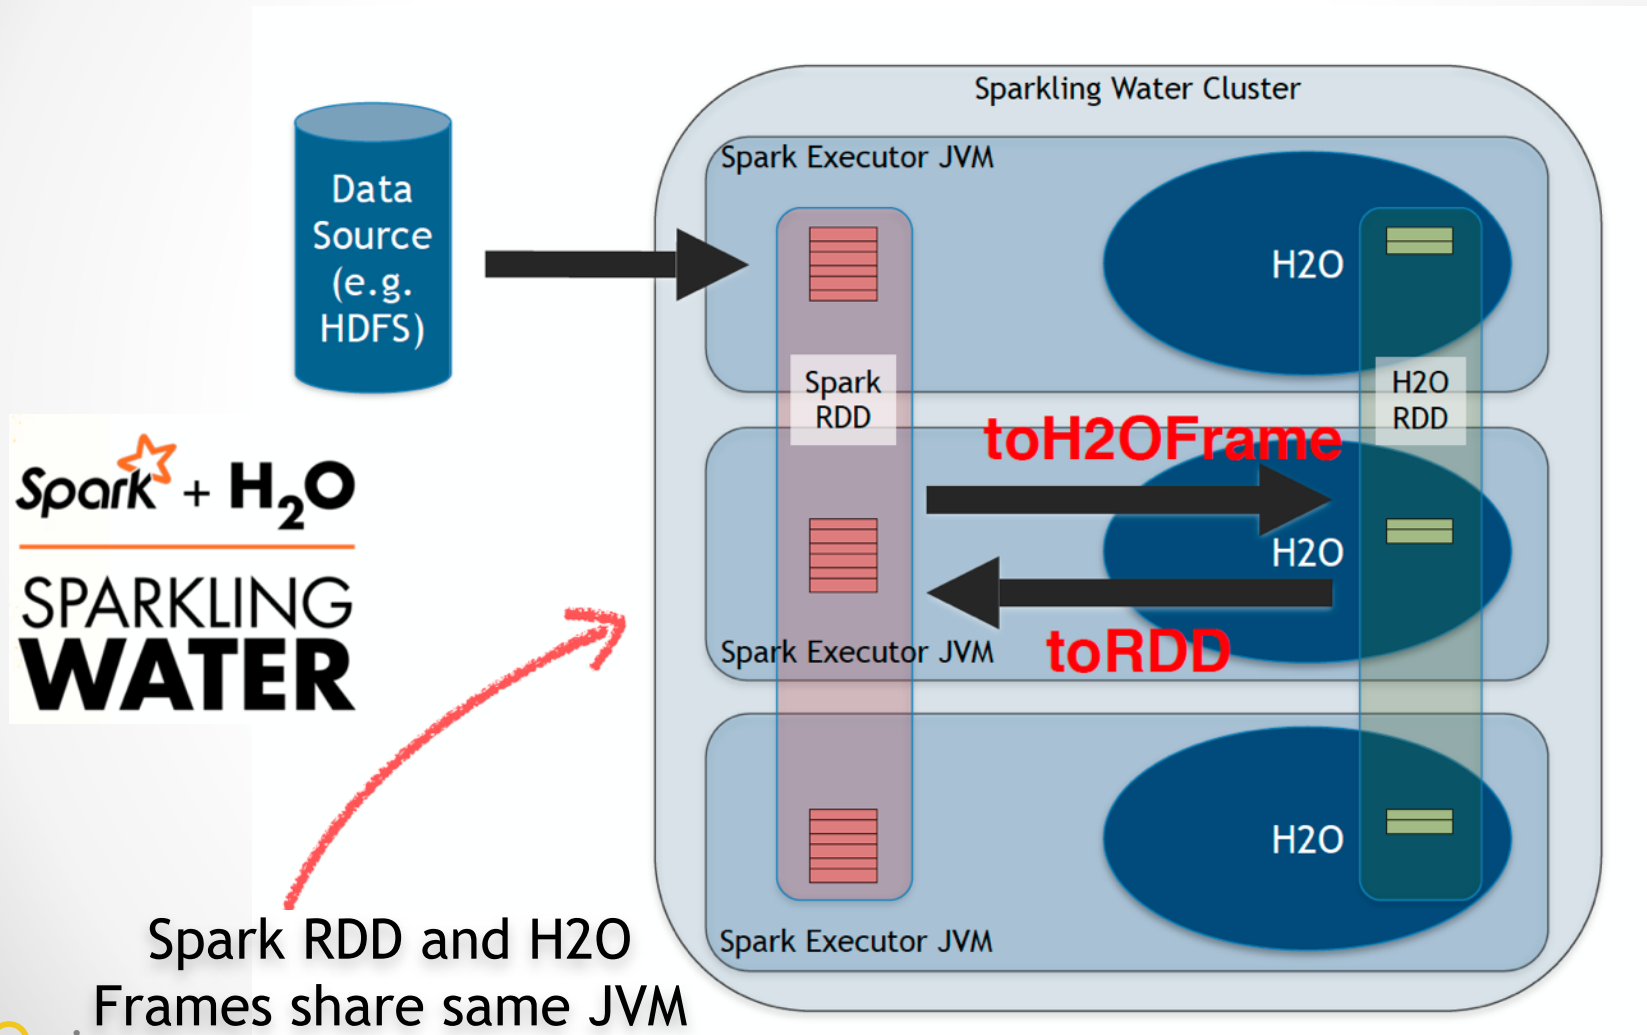 Sparkling Water Cluster
Spark Executor JVM
Data
Source
(e.g.
HDFS)
H2O
Spark
RDD
H2O
RDD
toH2OFrame
H2O
toRDD
Spark Executor JVM
Spark + H2O
SPARKLING
WATER
H2O
Spark Executor JVM
Spark RDD and H2O
Frames share same JVM